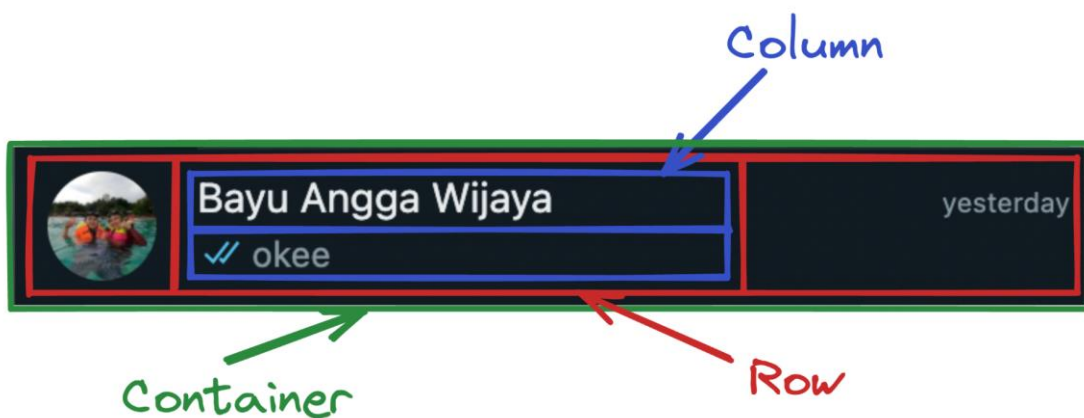 Column
Bayu Angga Wijaya
yesterday
okee
Container
Row